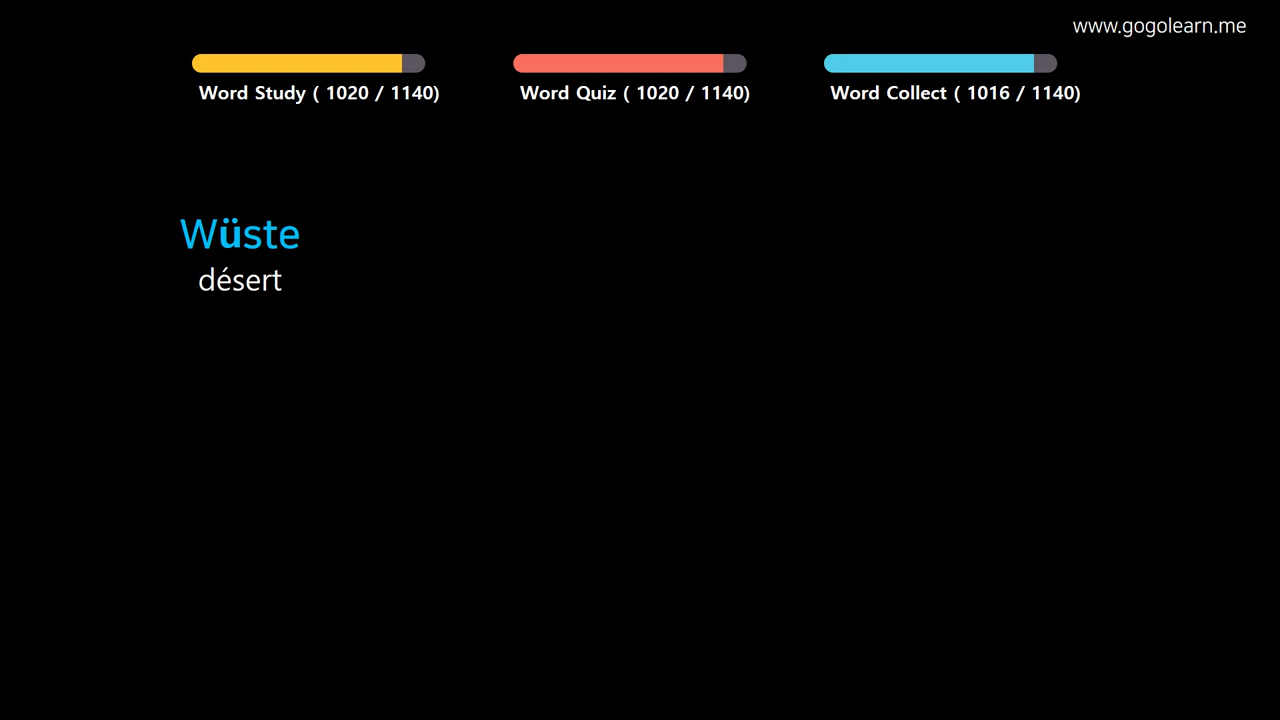 www.gogolearn.me
Word Study ( 1020 / 1140)
Word Quiz ( 1020 / 1140)
Word Collect ( 1016 / 1140)
Wüste
désert